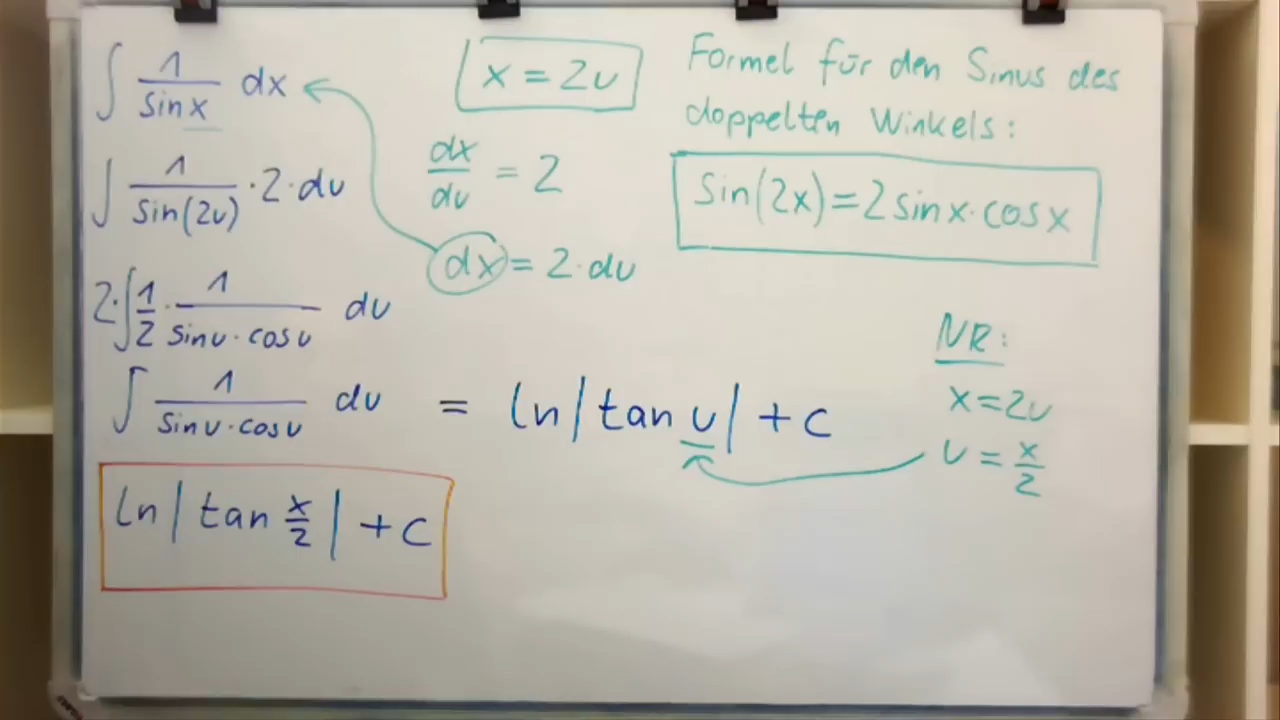 ∫ 1/sin x dx
∫ 1/sin(2u) · 2 · du
2 · ∫ 1/2 · 1/(sin u · cos u) du
∫ 1/(sin u · cos u) du = ln|tan u| + c
ln|tan x/2| + c
x = 2u
dx/du = 2
dx = 2 · du
Formel für den Sinus des
doppelten Winkels:
Sin(2x) = 2 sin x · cos x
NR:
x = 2u
u = x/2